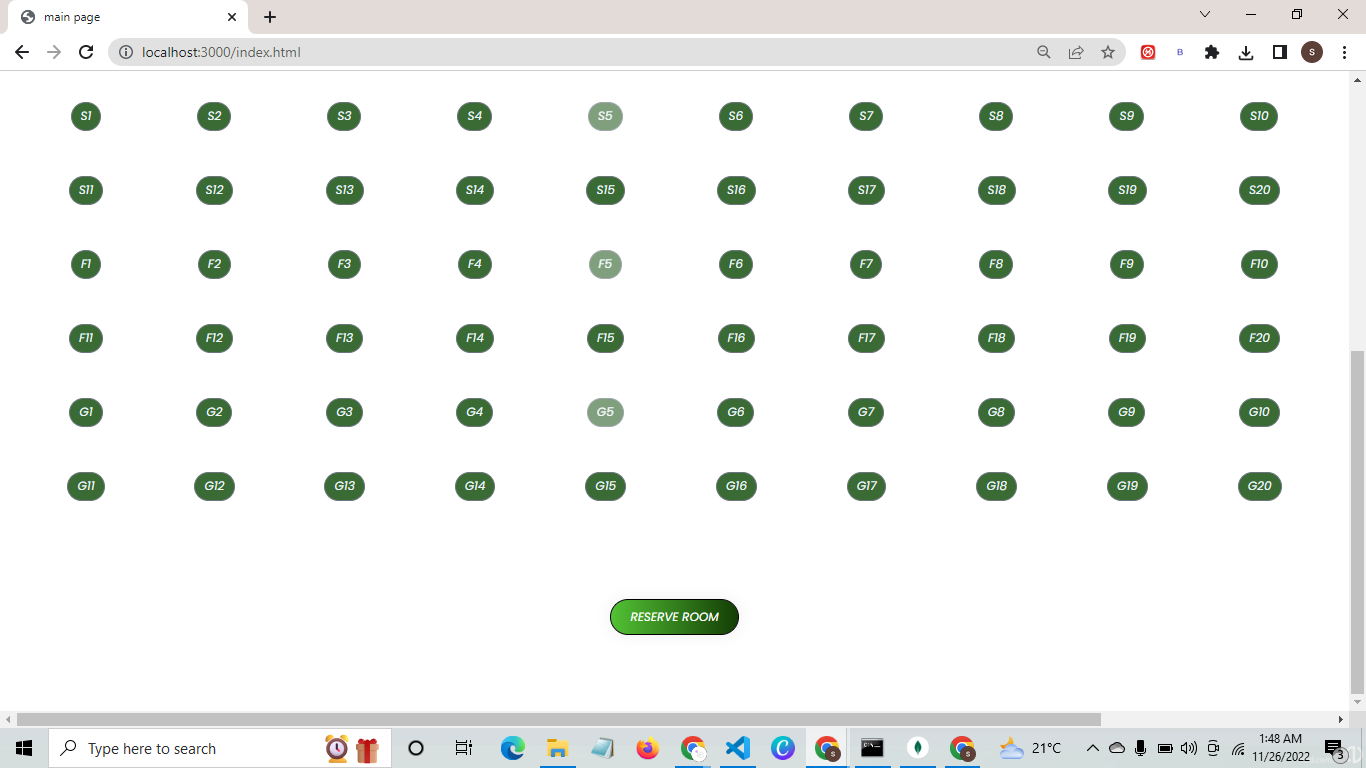 main page
localhost:3000/index.html
B
S
S1 S2 S3 S4 S5 S6 S7 S8 S9 S10
S11 S12 S13 S14 S15 S16 S17 S18 S19 S20
F1 F2 F3 F4 F5 F6 F7 F8 F9 F10
F11 F12 F13 F14 F15 F16 F17 F18 F19 F20
G1 G2 G3 G4 G5 G6 G7 G8 G9 G10
G11 G12 G13 G14 G15 G16 G17 G18 G19 G20
RESERVE ROOM
Type here to search
21°C
1:48 AM
11/26/2022
3